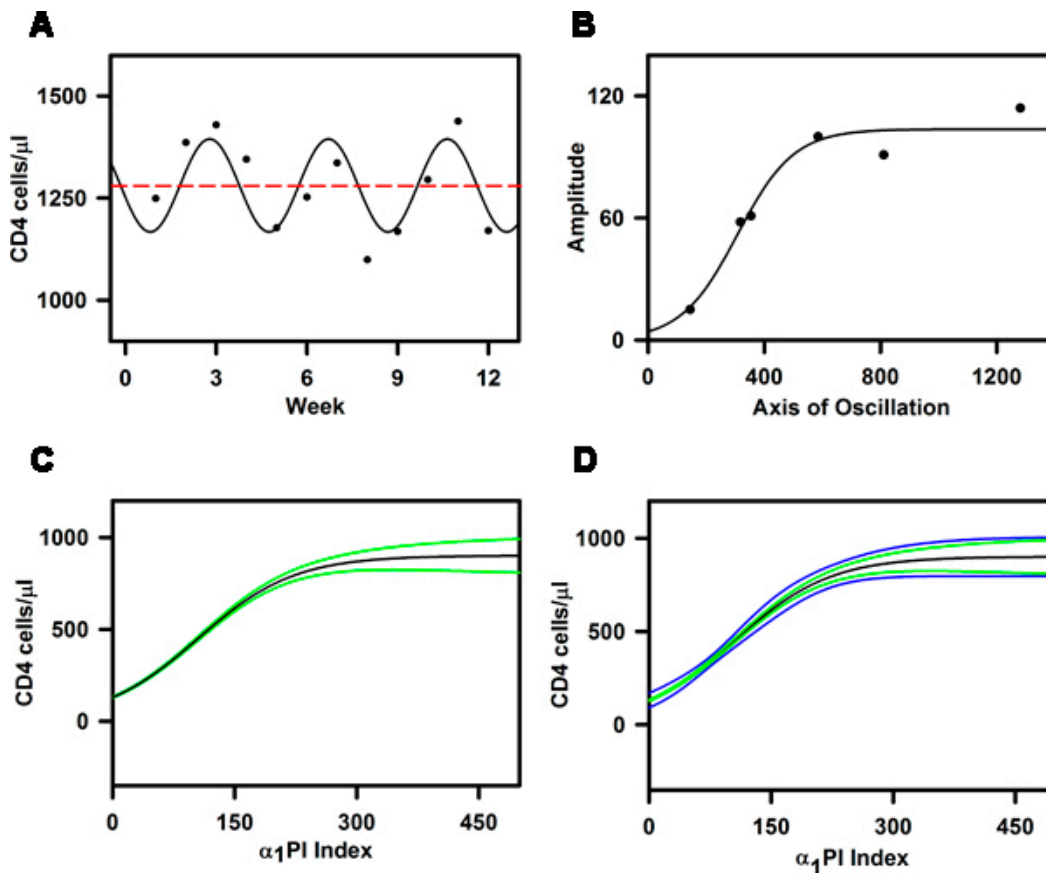 A
CD4 cells/μl
1500
1250
1000
0 3 6 9 12
Week
B
Amplitude
120
60
0
0 400 800 1200
Axis of Oscillation
C
CD4 cells/μl
1000
500
0
0 150 300 450
α₁PI Index
D
CD4 cells/μl
1000
500
0
0 150 300 450
α₁PI Index